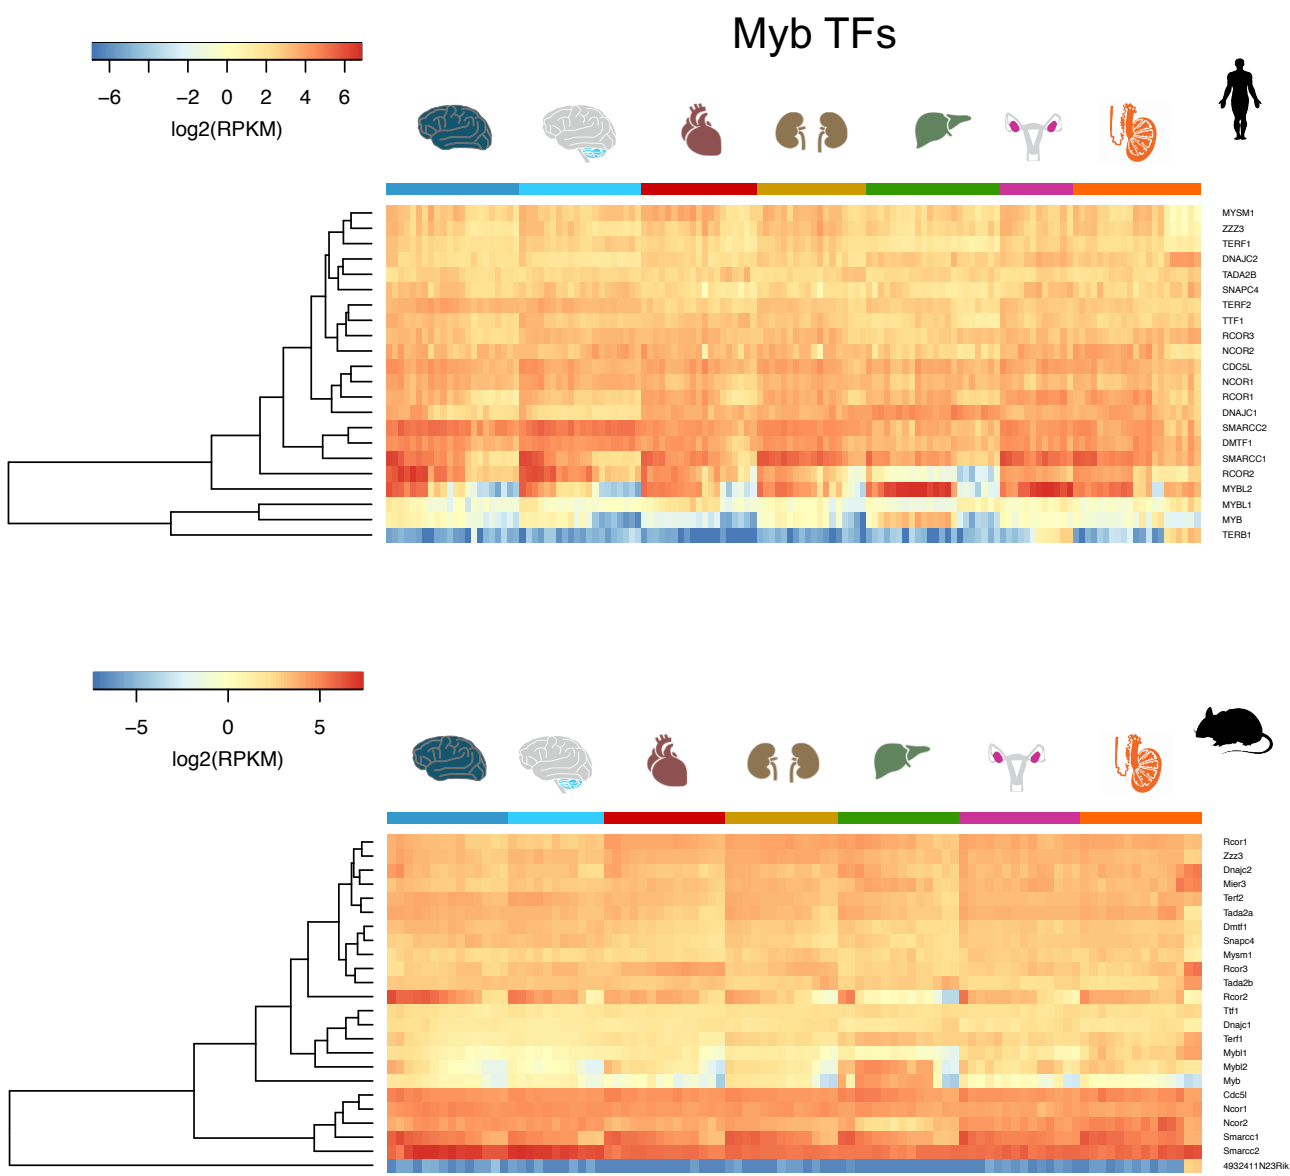 Myb TFs
−6 −2 0 2 4 6
log2(RPKM)
MYSM1
ZZZ3
TERF1
DNAJC2
TADA2B
SNAPC4
TERF2
TTF1
RCOR3
NCOR2
CDC5L
NCOR1
RCOR1
DNAJC1
SMARCC2
DMTF1
SMARCC1
RCOR2
MYBL2
MYBL1
MYB
TERB1
−5 0 5
log2(RPKM)
Rcor1
Zzz3
Dnajc2
Mier3
Terf2
Tada2a
Dmtf1
Snapc4
Mysm1
Rcor3
Tada2b
Rcor2
Ttf1
Dnajc1
Terf1
Mybl1
Mybl2
Myb
Cdc5l
Ncor1
Ncor2
Smarcc1
Smarcc2
4932411N23Rik